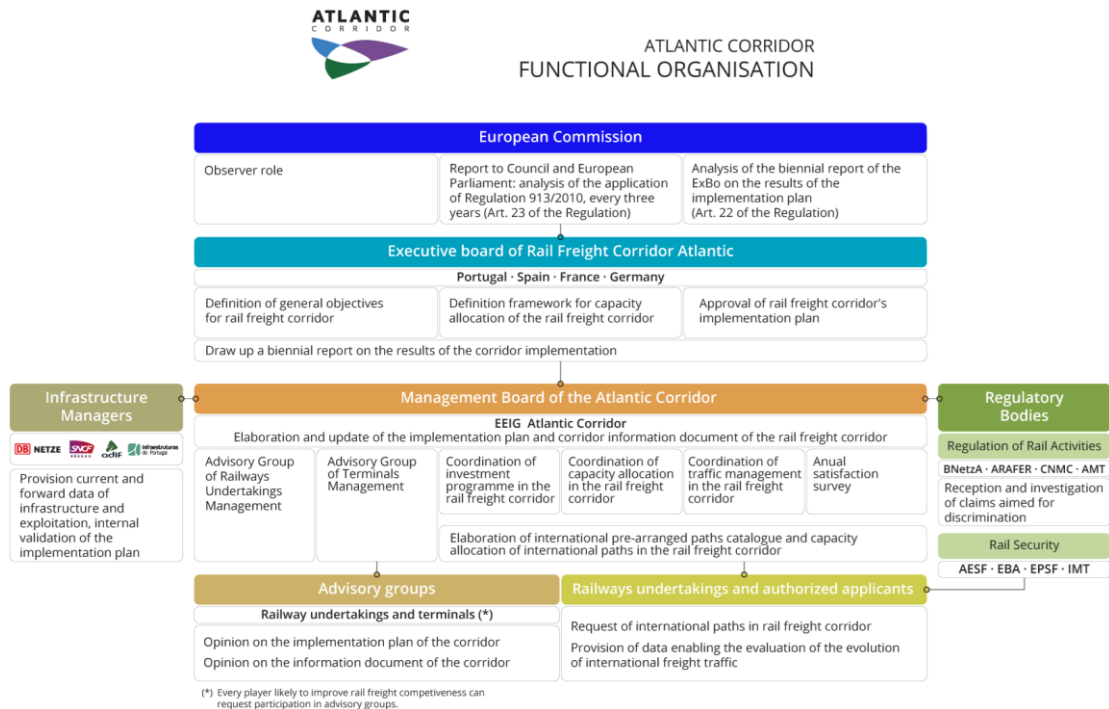 ATLANTIC
CORRIDOR
ATLANTIC CORRIDOR
FUNCTIONAL ORGANISATION
European Commission
Observer role
Report to Council and European
Parliament: analysis of the application
of Regulation 913/2010, every three
years (Art. 23 of the Regulation)
Analysis of the biennial report of the
ExBo on the results of the
implementation plan
(Art. 22 of the Regulation)
Executive board of Rail Freight Corridor Atlantic
Portugal · Spain · France · Germany
Definition of general objectives
for rail freight corridor
Definition framework for capacity
allocation of the rail freight corridor
Approval of rail freight corridor's
implementation plan
Draw up a biennial report on the results of the corridor implementation
Infrastructure
Managers
DB NETZE
SNCF
RÉSEAU
adif
Infraestruturas
de Portugal
Provision current and
forward data of
infrastructure and
exploitation, internal
validation of the
implementation plan
Management Board of the Atlantic Corridor
EEIG Atlantic Corridor
Elaboration and update of the implementation plan and corridor information document of the rail freight corridor
Advisory Group
of Railways
Undertakings
Management
Advisory Group
of Terminals
Management
Coordination of
investment
programme in the
rail freight corridor
Coordination of
capacity allocation
in the rail freight
corridor
Coordination of
traffic management
in the rail freight
corridor
Anual
satisfaction
survey
Elaboration of international pre-arranged paths catalogue and capacity
allocation of international paths in the rail freight corridor
Regulatory
Bodies
Regulation of Rail Activities
BNetzA · ARAFER · CNMC · AMT
Reception and investigation
of claims aimed for
discrimination
Rail Security
AESF · EBA · EPSF · IMT
Advisory groups
Railway undertakings and terminals (*)
Opinion on the implementation plan of the corridor
Opinion on the information document of the corridor
Railways undertakings and authorized applicants
Request of international paths in rail freight corridor
Provision of data enabling the evaluation of the evolution
of international freight traffic
(*) Every player likely to improve rail freight competiveness can
request participation in advisory groups.